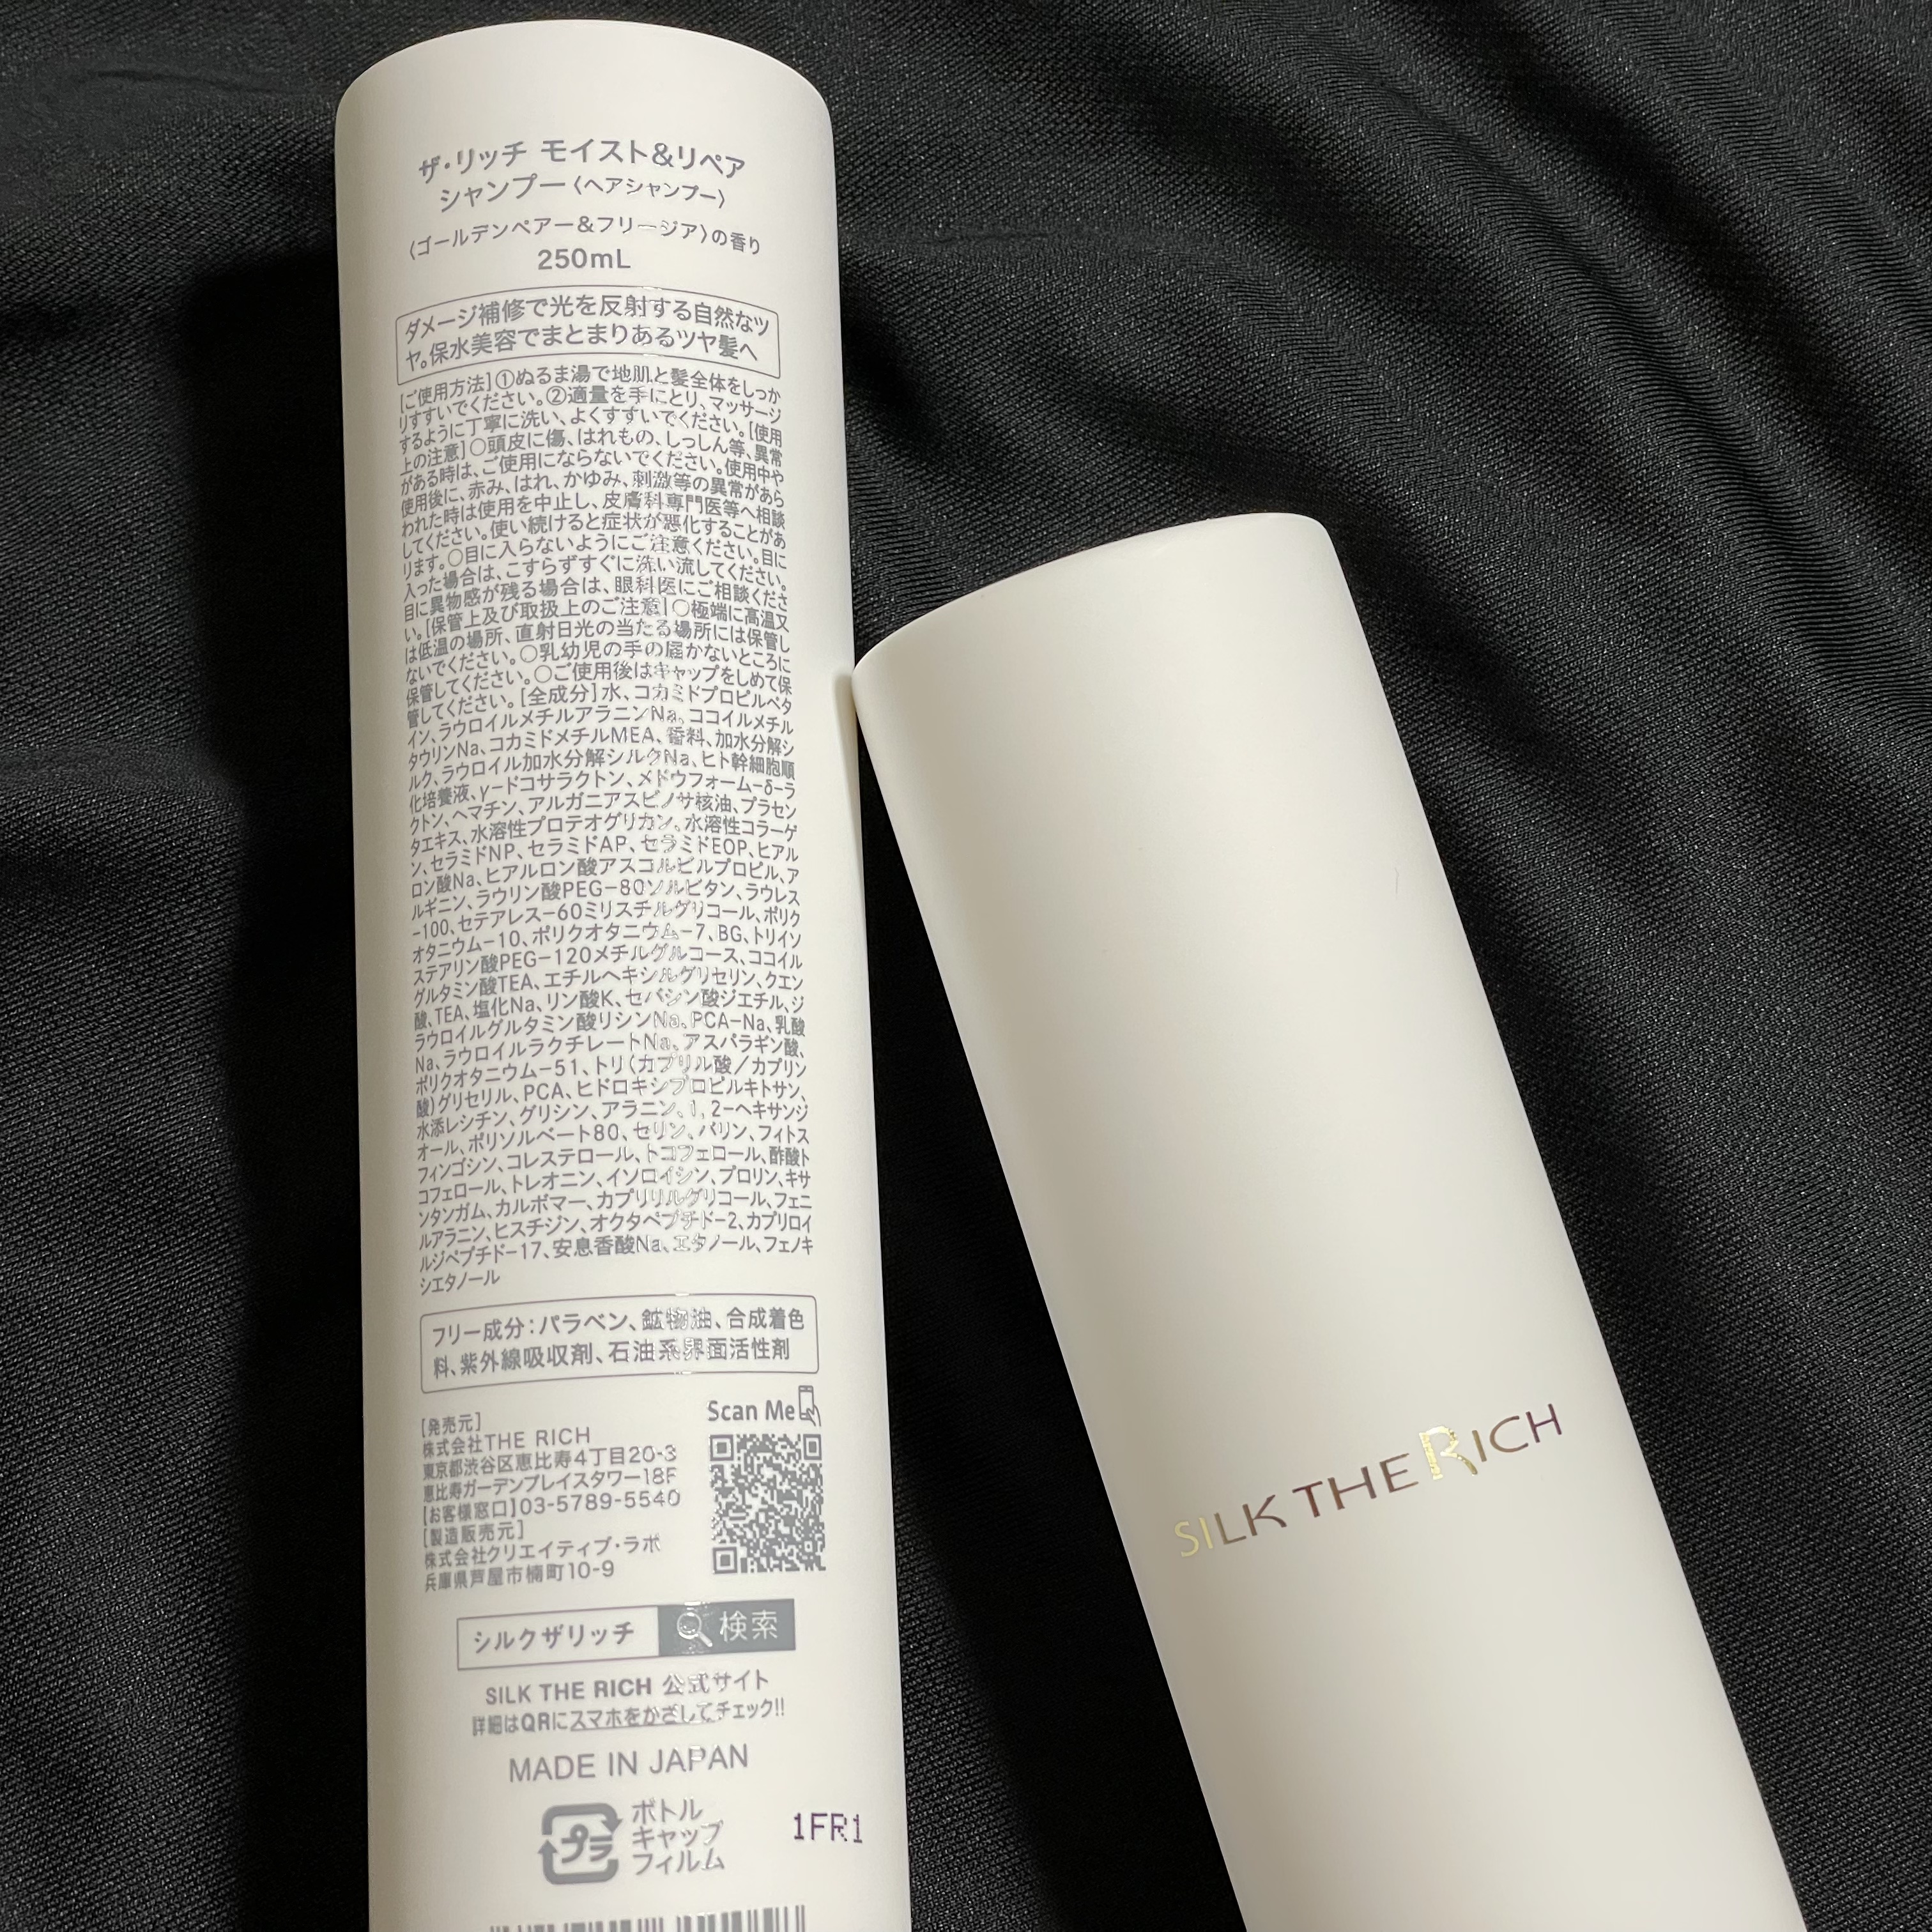 ザ・リッチ モイスト&リペア
シャンプー〈ヘアシャンプー〉
〈ゴールデンペアー&フリージア〉の香り
250mL
ダメージ補修で光を反射する自然なツ
ヤ。保水美容でまとまりあるツヤ髪へ
[ご使用方法]①ぬるま湯で地肌と髪全体をしっか
りすすいでください。②適量を手にとり、マッサージ
するように丁寧に洗い、よくすすいでください。[使用
上の注意]○頭皮に傷、はれもの、しっしん等、異常
がある時は、ご使用にならないでください。使用中や
使用後に、赤み、はれ、かゆみ、刺激等の異常があら
われた時は使用を中止し、皮膚科専門医等へ相談
してください。使い続けると症状が悪化することがあ
ります。○目に入らないようにご注意ください。目に
入った場合は、こすらずすぐに洗い流してください。
目に異物感が残る場合は、眼科医にご相談くださ
い。[保管上及び取扱上のご注意]○極端に高温又
は低温の場所、直射日光の当たる場所には保管し
ないでください。○乳幼児の手の届かないところに
保管してください。○ご使用後はキャップをしめて保
管してください。[全成分]水、コカミドプロピルベタ
イン、ラウロイルメチルアラニンNa、ココイルメチル
タウリンNa、コカミドメチルMEA、香料、加水分解シ
ルク、ラウロイル加水分解シルクNa、ヒト幹細胞順
化培養液、γ-ドコサラクトン、メドウフォーム-δ-ラ
クトン、ヘマチン、アルガニアスピノサ核油、プラセン
タエキス、水溶性プロテオグリカン、水溶性コラーゲ
ン、セラミドNP、セラミドAP、セラミドEOP、ヒアル
ロン酸Na、ヒアルロン酸アスコルビルプロピル、ア
ルギニン、ラウリン酸PEG-80ソルビタン、ラウレス
-100、セテアレス-60ミリスチルグリコール、ポリク
オタニウム-10、ポリクオタニウム-7、BG、トリイソ
ステアリン酸PEG-120メチルグルコース、ココイル
グルタミン酸TEA、エチルヘキシルグリセリン、クエン
酸、TEA、塩化Na、リン酸K、セバシン酸ジエチル、ジ
ラウロイルグルタミン酸リシンNa、PCA-Na、乳酸
Na、ラウロイルラクチレートNa、アスパラギン酸、
ポリクオタニウム-51、トリ(カプリル酸/カプリン
酸)グリセリル、PCA、ヒドロキシプロピルキトサン、
水添レシチン、グリシン、アラニン、1,2-ヘキサンジ
オール、ポリソルベート80、セリン、バリン、フィトス
フィンゴシン、コレステロール、トコフェロール、酢酸ト
コフェロール、トレオニン、イソロイシン、プロリン、キサ
ンタンガム、カルボマー、カプリリルグリコール、フェニ
ルアラニン、ヒスチジン、オクタペプチド-2、カプロイ
ルジペプチド-17、安息香酸Na、エタノール、フェノキ
シエタノール
フリー成分:パラベン、鉱物油、合成着色
料、紫外線吸収剤、石油系界面活性剤
Scan Me
[発売元]
株式会社THE RICH
東京都渋谷区恵比寿4丁目20-3
恵比寿ガーデンプレイスタワー18F
[お客様窓口]03-5789-5540
[製造販売元]
株式会社クリエイティブ・ラボ
兵庫県芦屋市楠町10-9
シルクザリッチ 検索
SILK THE RICH 公式サイト
詳細はQRにスマホをかざしてチェック!!
MADE IN JAPAN
プラ
ボトル
キャップ
フィルム
1FR1
SILK THE RICH